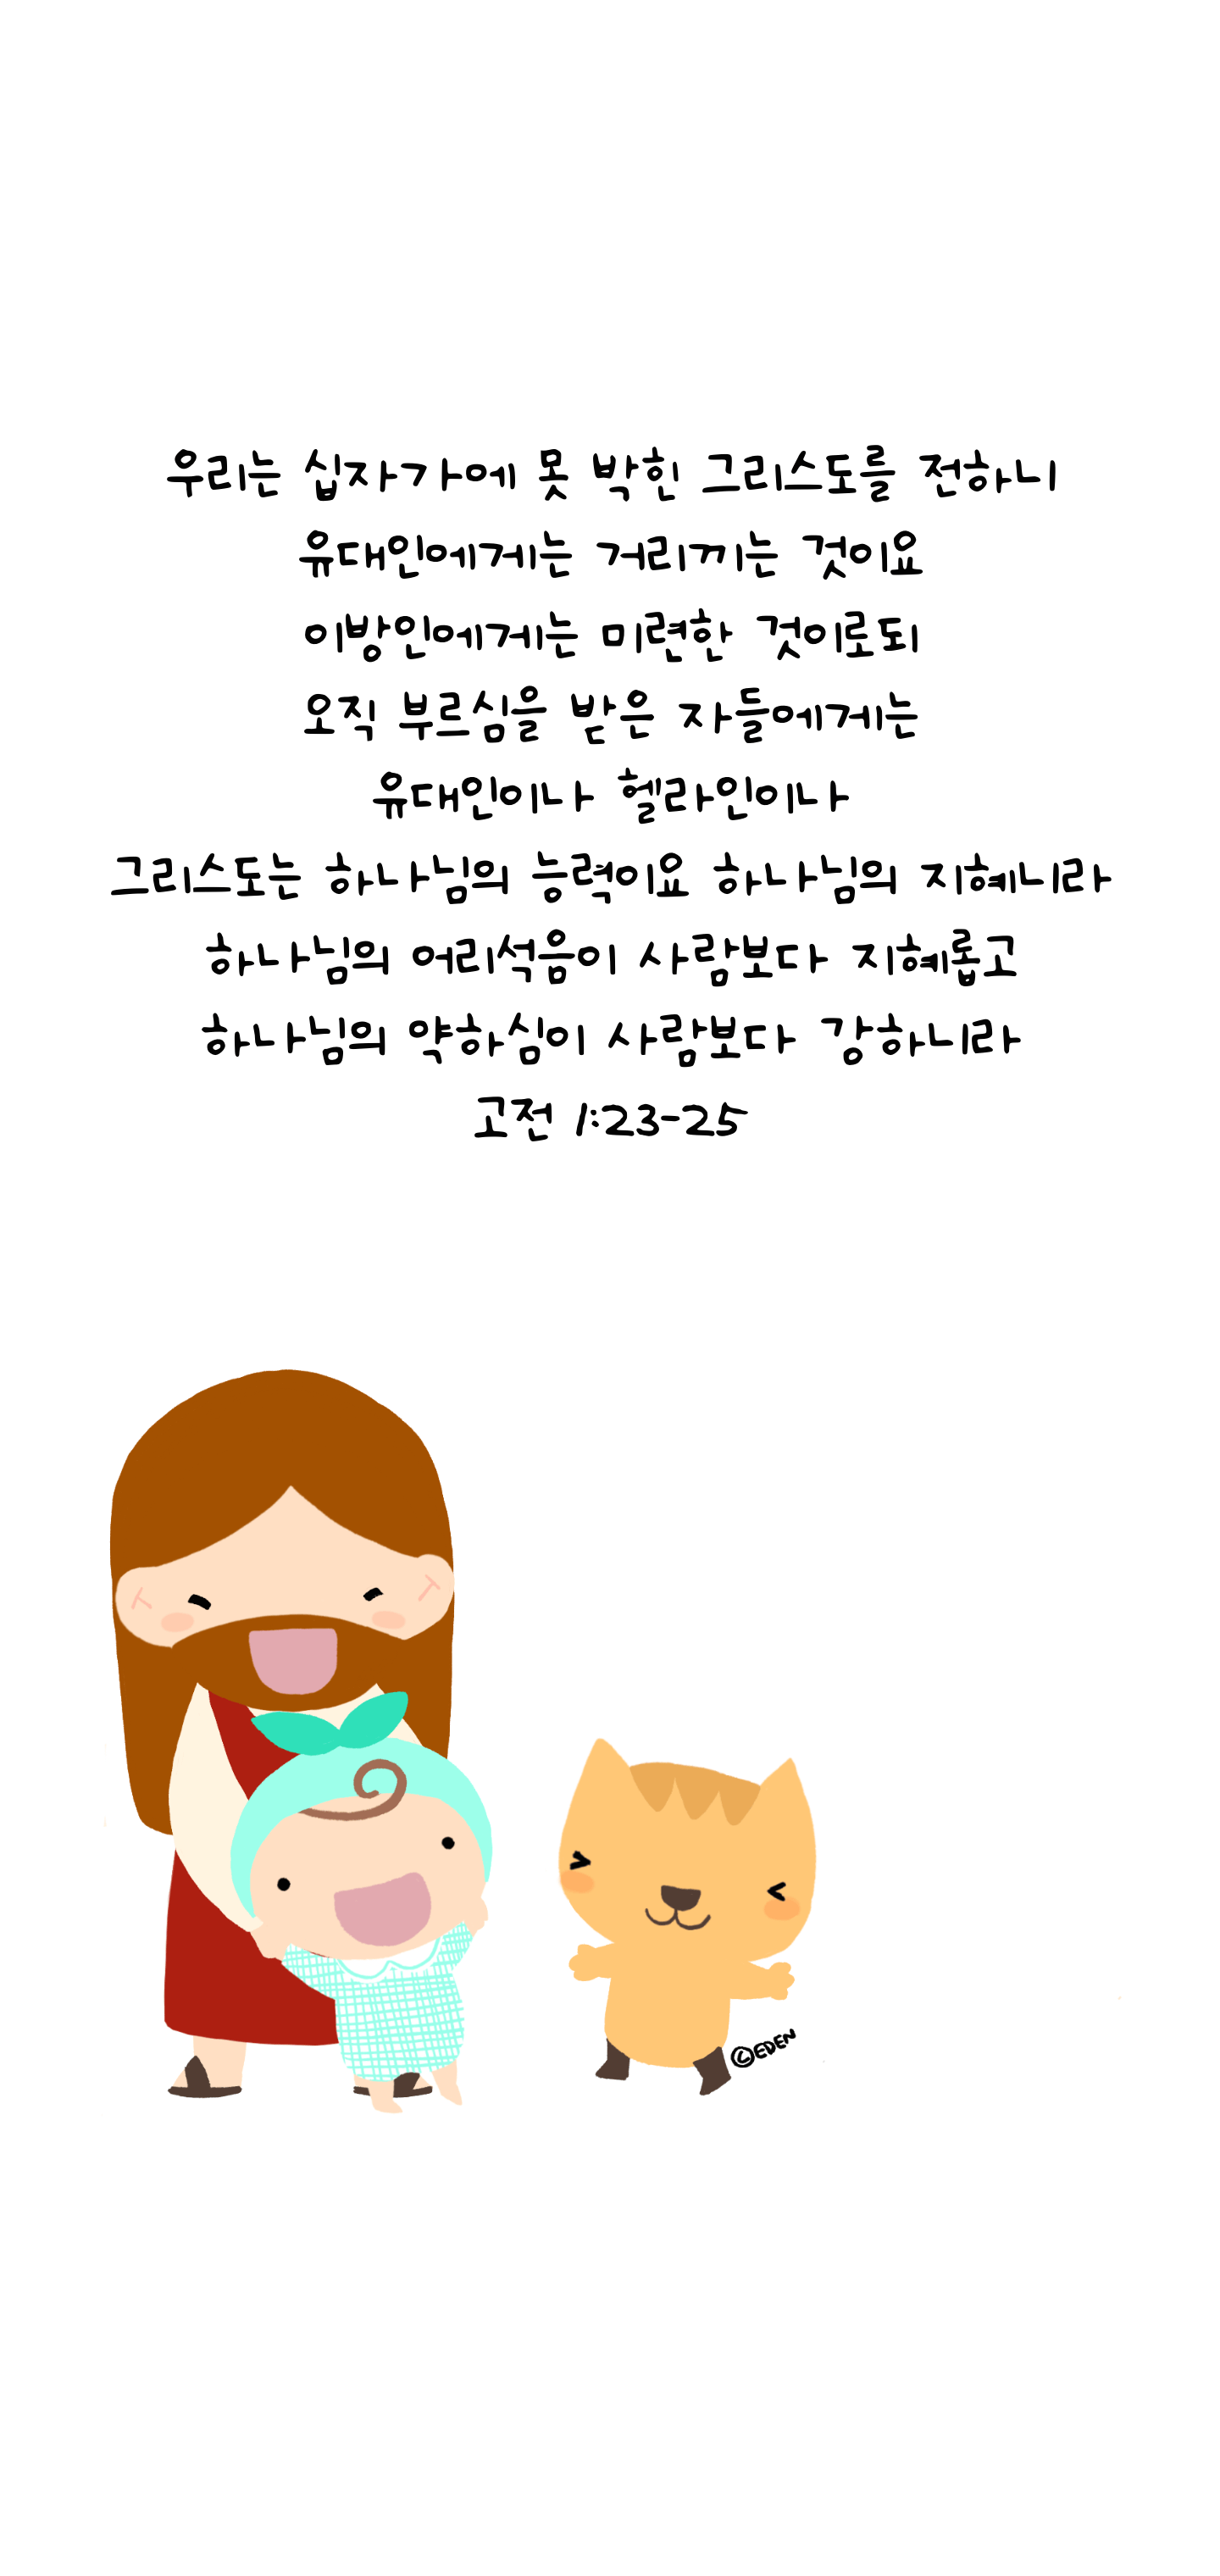 우리는 십자가에 못 박힌 그리스도를 전하니
유대인에게는 거리끼는 것이요
이방인에게는 미련한 것이로되
오직 부르심을 받은 자들에게는
유대인이나 헬라인이나
그리스도는 하나님의 능력이요 하나님의 지혜니라
하나님의 어리석음이 사람보다 지혜롭고
하나님의 약하심이 사람보다 강하니라
고전 1:23-25
©EDEN